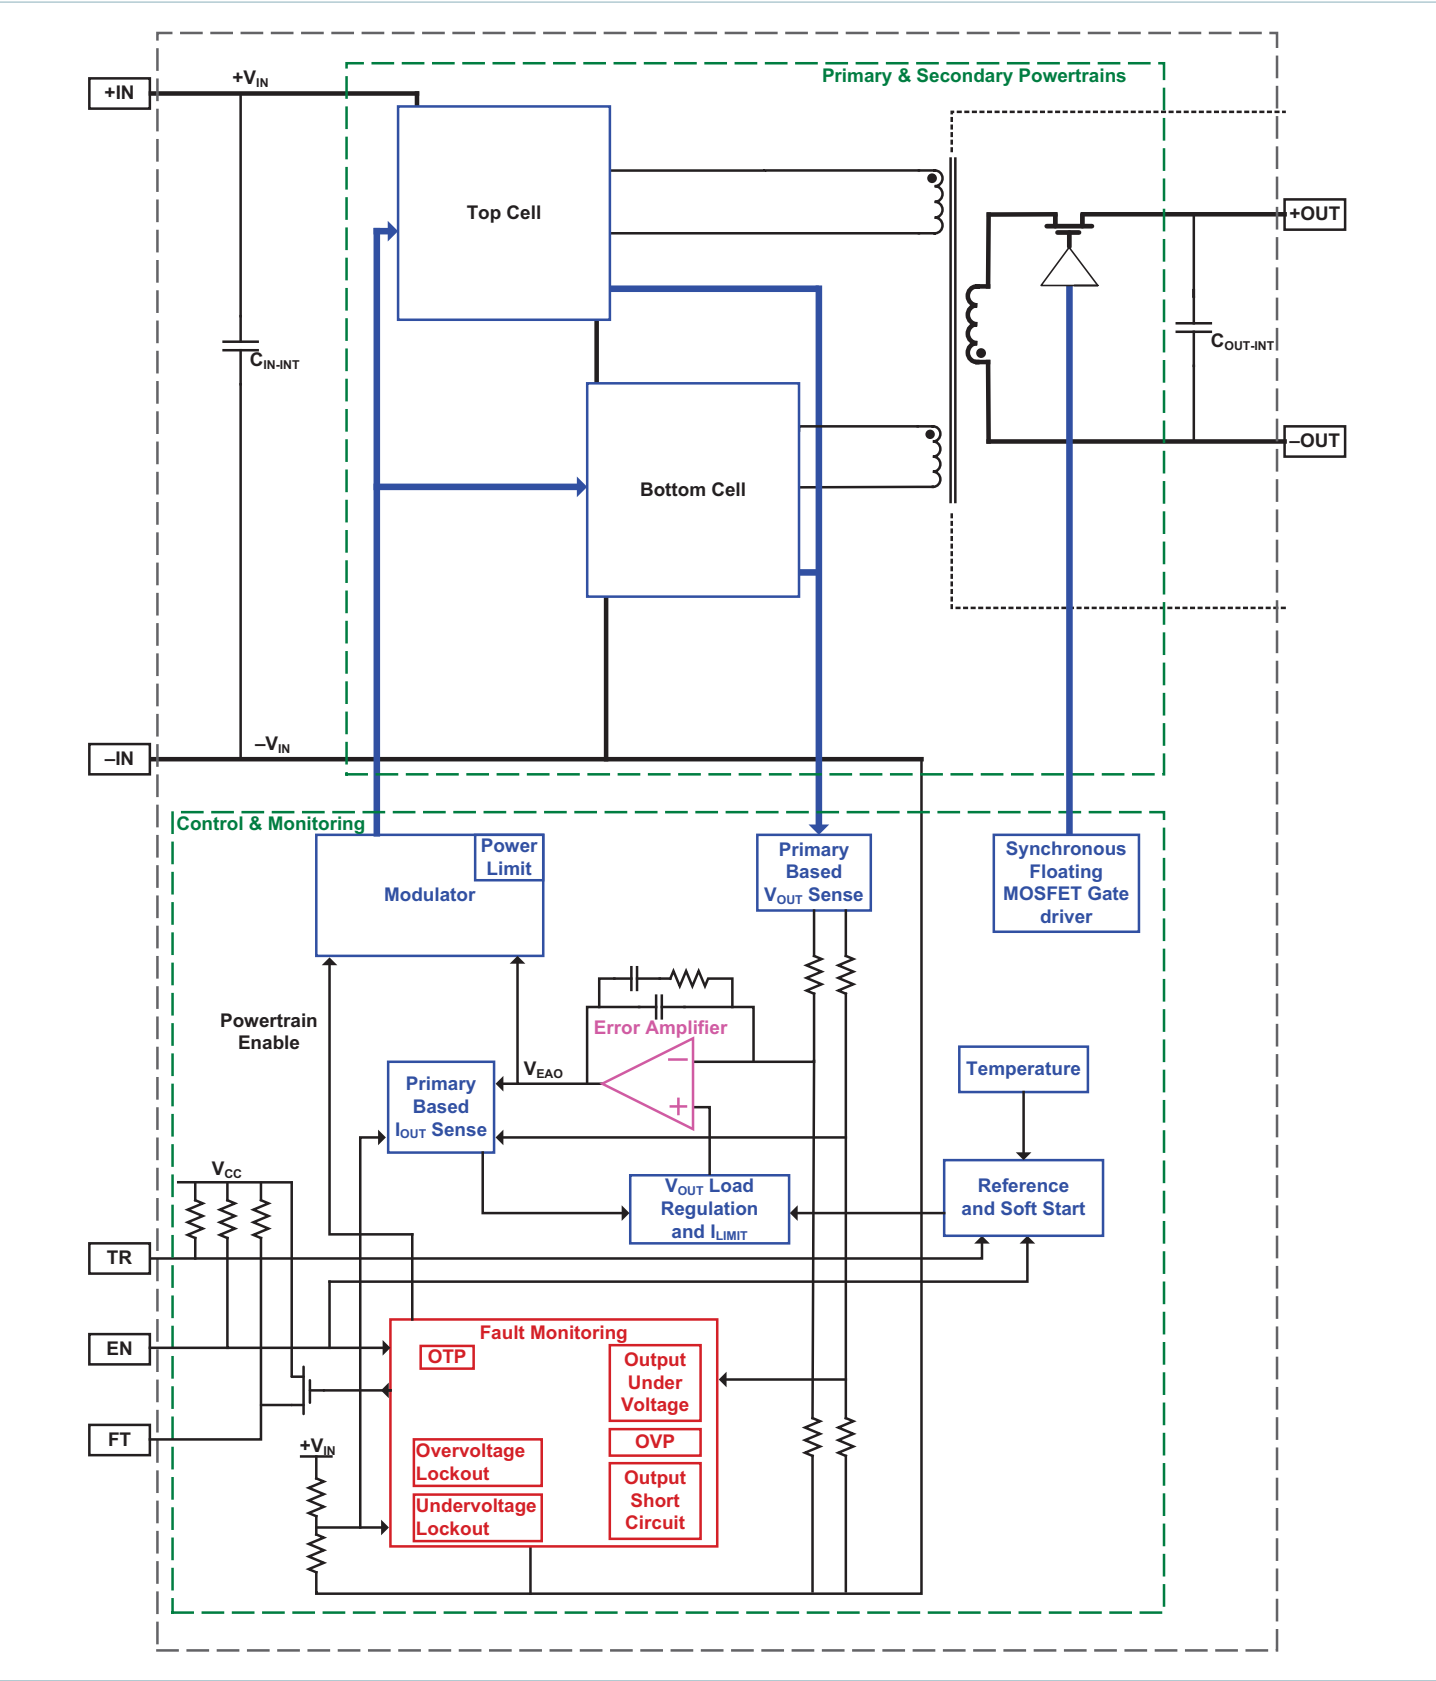 Primary & Secondary Powertrains
+IN
+VIN
Top Cell
+OUT
CIN-INT
COUT-INT
–OUT
Bottom Cell
–IN
–VIN
Control & Monitoring
Power
Limit
Modulator
Primary
Based
VOUT Sense
Synchronous
Floating
MOSFET Gate
driver
Powertrain
Enable
Error Amplifier
–
+
VEAO
Primary
Based
IOUT Sense
Temperature
VCC
VOUT Load
Regulation
and ILIMIT
Reference
and Soft Start
TR
EN
FT
Fault Monitoring
OTP
Output
Under
Voltage
OVP
Output
Short
Circuit
Overvoltage
Lockout
Undervoltage
Lockout
+VIN